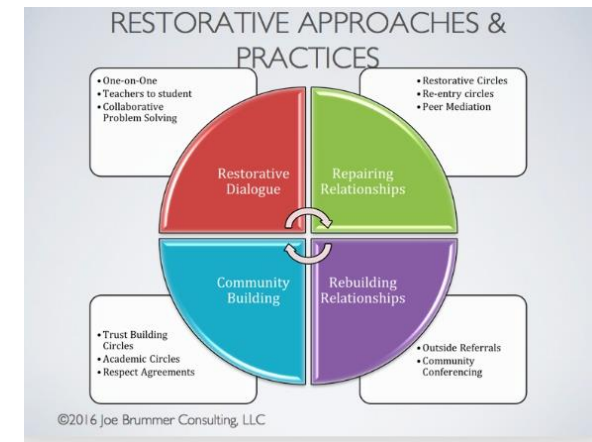 RESTORATIVE APPROACHES &
PRACTICES
• One-on-One
• Teachers to student
• Collaborative
Problem Solving
• Restorative Circles
• Re-entry circles
• Peer Mediation
Restorative
Dialogue
Repairing
Relationships
Community
Building
Rebuilding
Relationships
• Trust Building
Circles
• Academic Circles
• Respect Agreements
• Outside Referrals
• Community
Conferencing
©2016 Joe Brummer Consulting, LLC